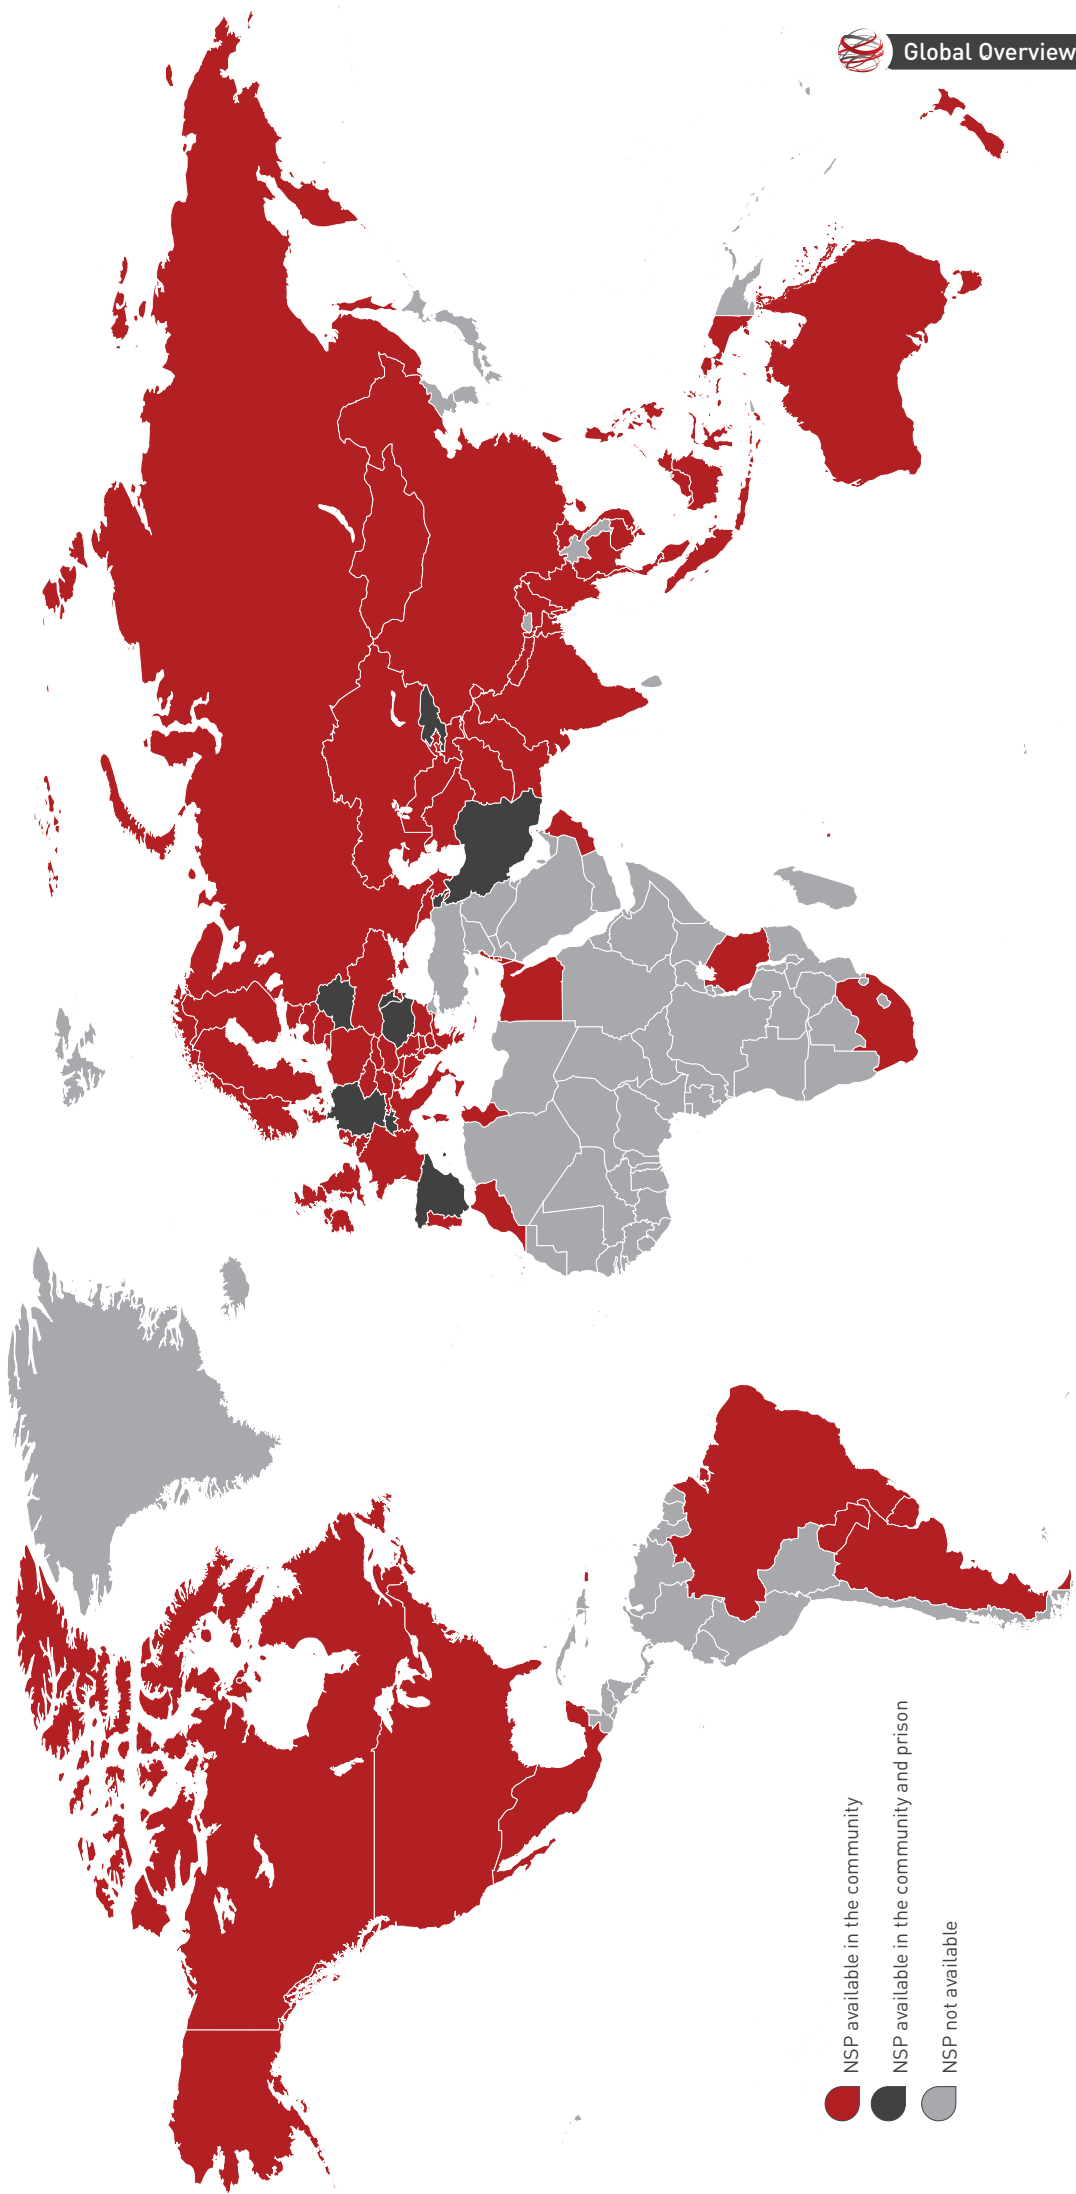 Global Overview
NSP available in the community
NSP available in the community and prison
NSP not available